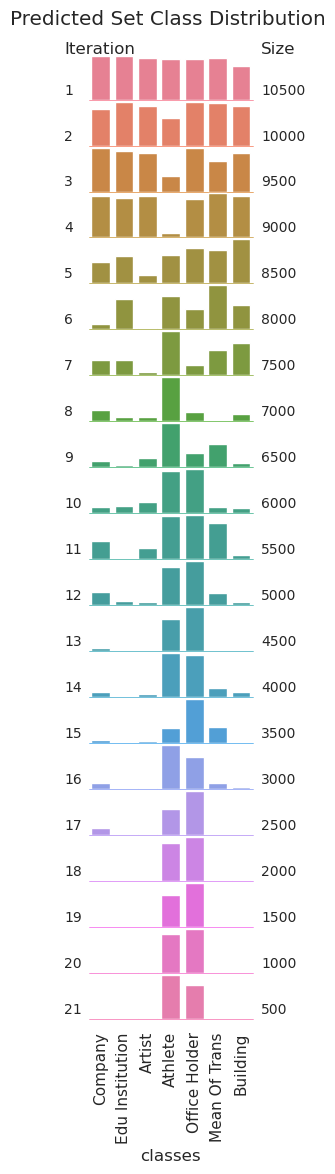 Predicted Set Class Distribution
Iteration Size
1 10500
2 10000
3 9500
4 9000
5 8500
6 8000
7 7500
8 7000
9 6500
10 6000
11 5500
12 5000
13 4500
14 4000
15 3500
16 3000
17 2500
18 2000
19 1500
20 1000
21 500
Company
Edu Institution
Artist
Athlete
Office Holder
Mean Of Trans
Building
classes